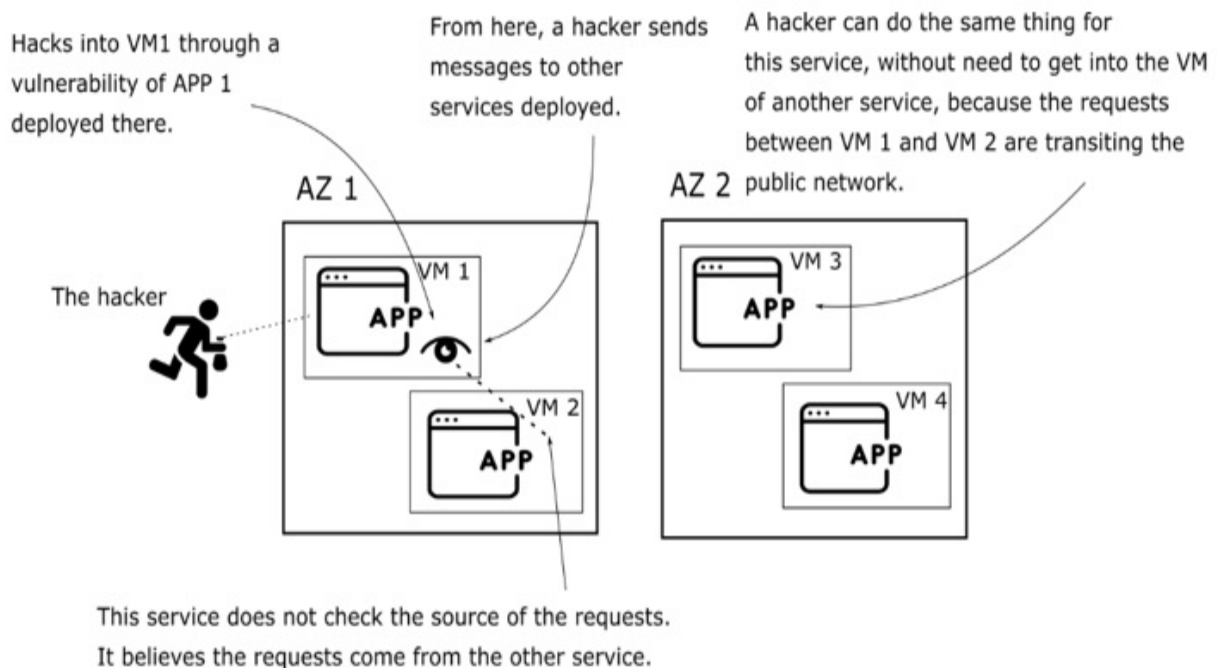 Hacks into VM1 through a
vulnerability of APP 1
deployed there.
From here, a hacker sends
messages to other
services deployed.
A hacker can do the same thing for
this service, without need to get into the VM
of another service, because the requests
between VM 1 and VM 2 are transiting the
public network.
AZ 1
AZ 2
The hacker
VM 1
APP
VM 2
APP
VM 3
APP
VM 4
APP
This service does not check the source of the requests.
It believes the requests come from the other service.